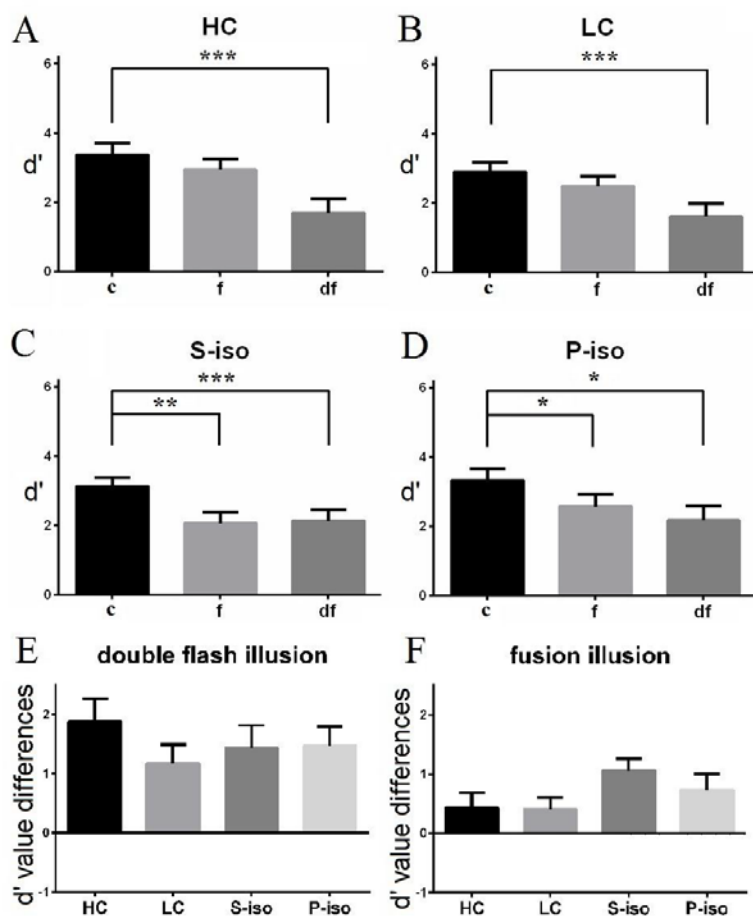 A
HC
***
6
4
d'
2
0
c f df
B
LC
***
6
4
d'
2
0
c f df
C
S-iso
***
**
6
4
d'
2
0
c f df
D
P-iso
*
*
6
4
d'
2
0
c f df
E
double flash illusion
d' value differences
2
1
0
-1
HC LC S-iso P-iso
F
fusion illusion
d' value differences
2
1
0
-1
HC LC S-iso P-iso